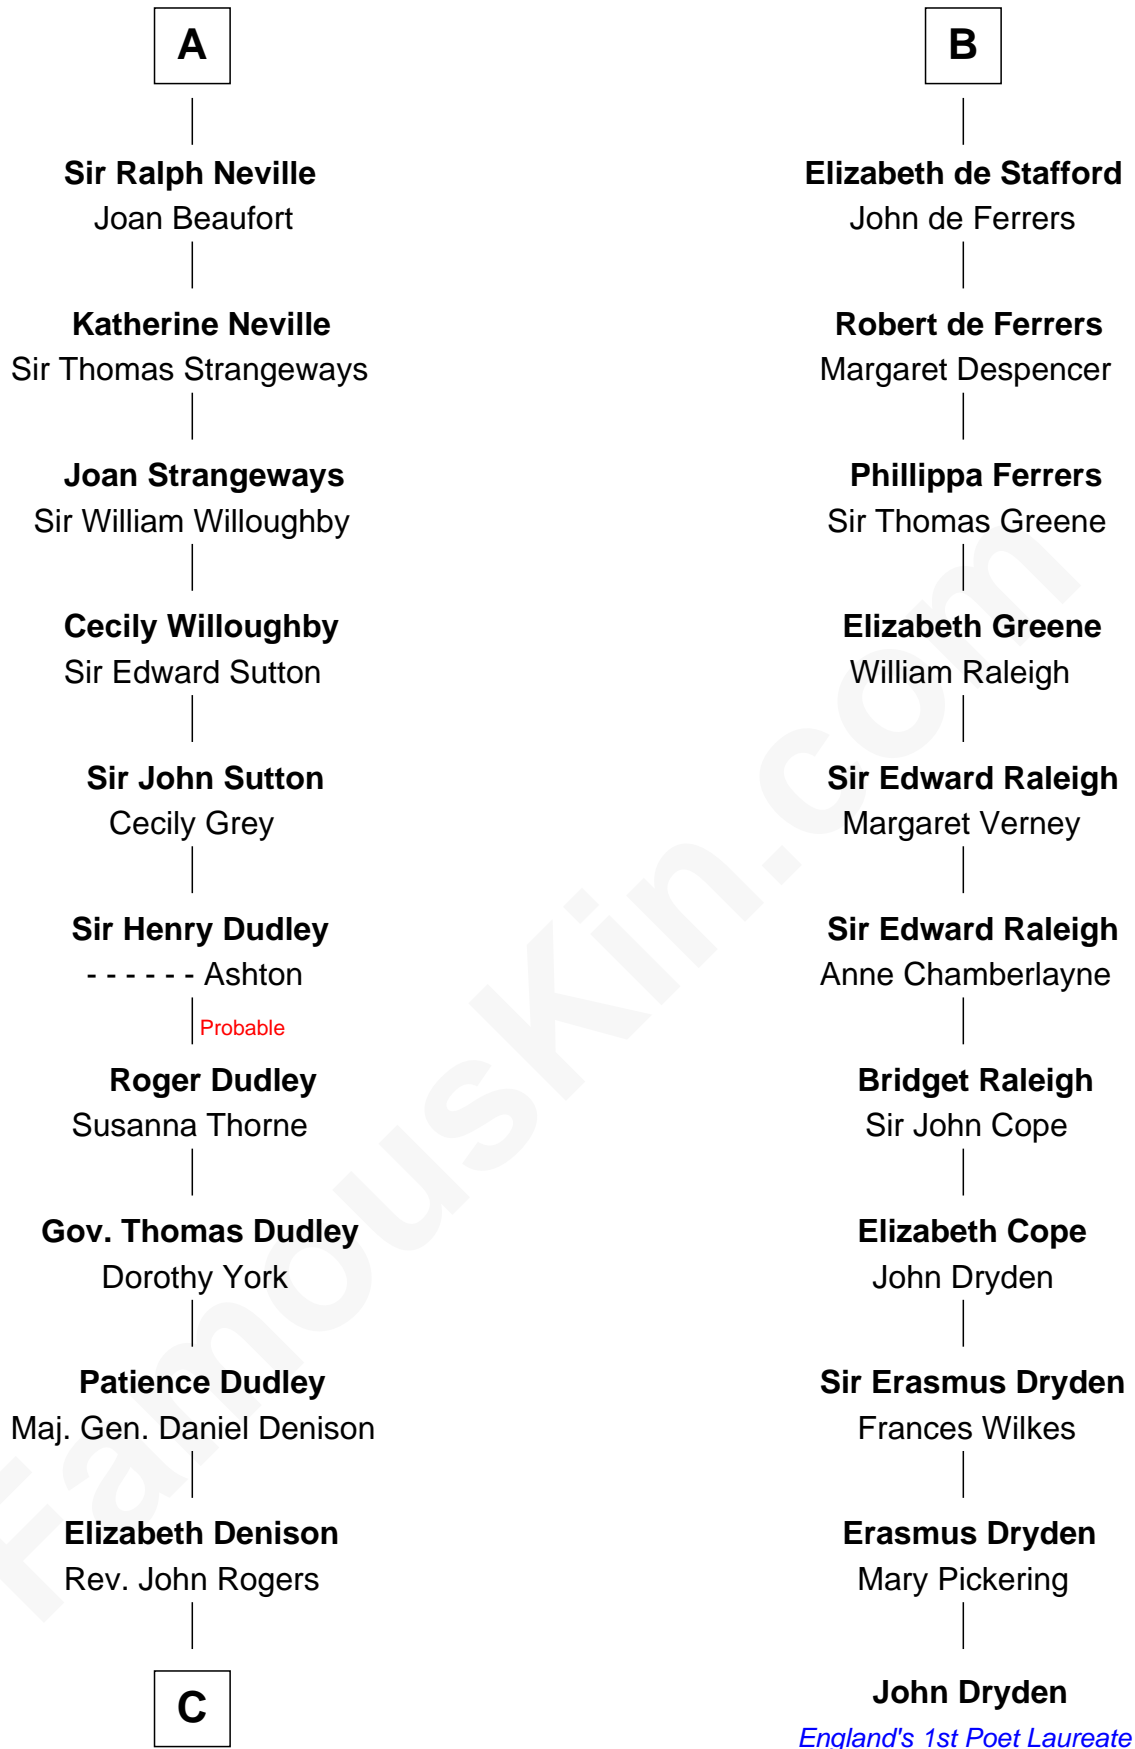 A
Sir Ralph Neville
Joan Beaufort
Katherine Neville
Sir Thomas Strangeways
Joan Strangeways
Sir William Willoughby
Cecily Willoughby
Sir Edward Sutton
Sir John Sutton
Cecily Grey
Sir Henry Dudley
- - - - - - Ashton
Probable
Roger Dudley
Susanna Thorne
Gov. Thomas Dudley
Dorothy York
Patience Dudley
Maj. Gen. Daniel Denison
Elizabeth Denison
Rev. John Rogers
C
B
Elizabeth de Stafford
John de Ferrers
Robert de Ferrers
Margaret Despencer
Phillippa Ferrers
Sir Thomas Greene
Elizabeth Greene
William Raleigh
Sir Edward Raleigh
Margaret Verney
Sir Edward Raleigh
Anne Chamberlayne
Bridget Raleigh
Sir John Cope
Elizabeth Cope
John Dryden
Sir Erasmus Dryden
Frances Wilkes
Erasmus Dryden
Mary Pickering
John Dryden
England's 1st Poet Laureate
FamousKin.com